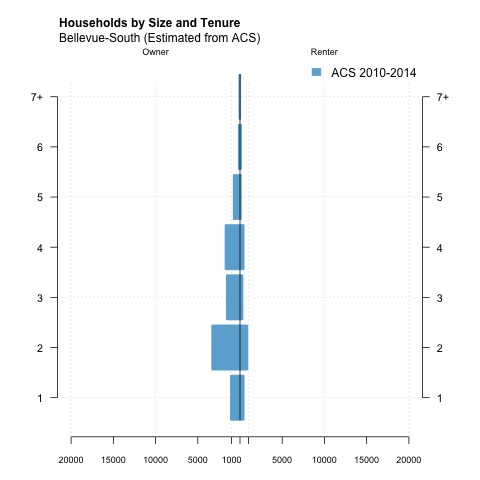 Households by Size and Tenure
Bellevue-South (Estimated from ACS)
Owner Renter
ACS 2010-2014
7+ 7+
6 6
5 5
4 4
3 3
2 2
1 1
20000 15000 10000 5000 1000 5000 10000 15000 20000